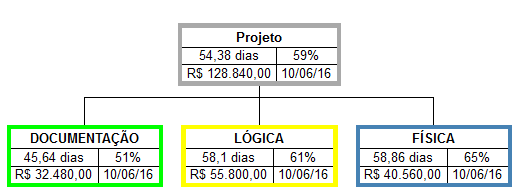 Projeto
54,38 dias 59%
R$ 128.840,00 10/06/16
DOCUMENTAÇÃO
45,64 dias 51%
R$ 32.480,00 10/06/16
LÓGICA
58,1 dias 61%
R$ 55.800,00 10/06/16
FÍSICA
58,86 dias 65%
R$ 40.560,00 10/06/16